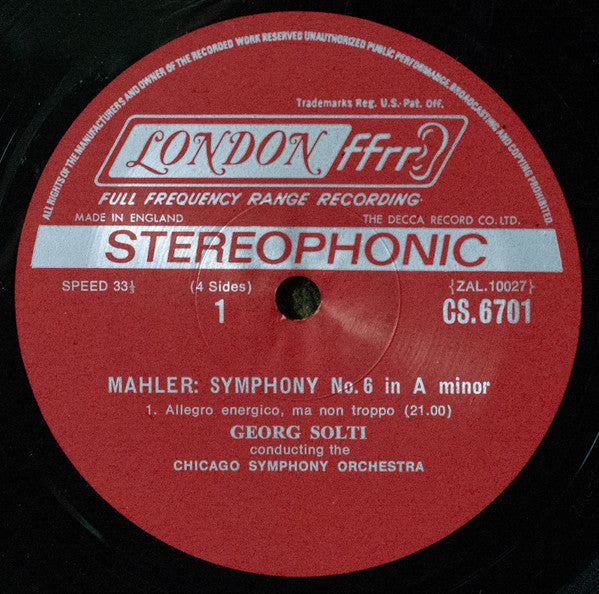 ALL RIGHTS OF THE MANUFACTURERS AND OWNER OF THE RECORDED WORK RESERVED UNAUTHORIZED PUBLIC PERFORMANCE BROADCASTING AND COPYING PROHIBITED
Trademarks Reg. U.S. Pat. Off.
LONDON ffrr
FULL FREQUENCY RANGE RECORDING
MADE IN ENGLAND THE DECCA RECORD CO. LTD.
STEREOPHONIC
SPEED 33⅓ (4 Sides) {ZAL.10027}
1 CS.6701
MAHLER: SYMPHONY No. 6 in A minor
1. Allegro energico, ma non troppo (21.00)
GEORG SOLTI
conducting the
CHICAGO SYMPHONY ORCHESTRA